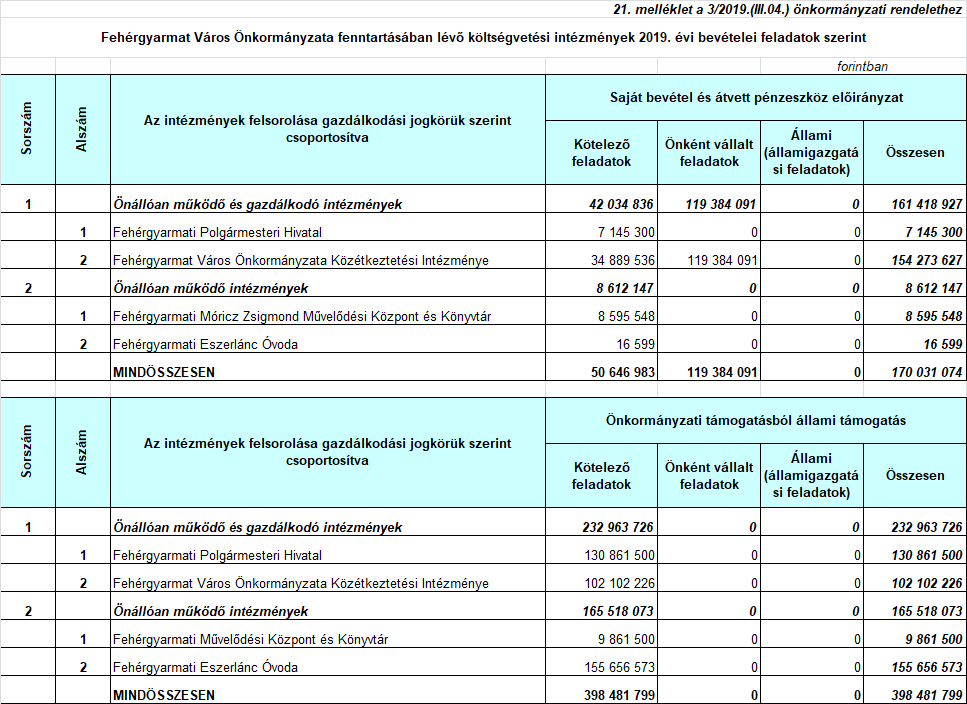 21. melléklet a 3/2019.(III.04.) önkormányzati rendelethez
Fehérgyarmat Város Önkormányzata fenntartásában lévő költségvetési intézmények 2019. évi bevételei feladatok szerint
forintban
Sorszám Alszám Az intézmények felsorolása gazdálkodási jogkörük szerint csoportosítva Saját bevétel és átvett pénzeszköz előirányzat
Kötelező feladatok Önként vállalt feladatok Állami (államigazgatá si feladatok) Összesen
1 Önállóan működő és gazdálkodó intézmények 42 034 836 119 384 091 0 161 418 927
1 Fehérgyarmati Polgármesteri Hivatal 7 145 300 0 0 7 145 300
2 Fehérgyarmat Város Önkormányzata Közétkeztetési Intézménye 34 889 536 119 384 091 0 154 273 627
2 Önállóan működő intézmények 8 612 147 0 0 8 612 147
1 Fehérgyarmati Móricz Zsigmond Művelődési Központ és Könyvtár 8 595 548 0 0 8 595 548
2 Fehérgyarmati Eszerlánc Óvoda 16 599 0 0 16 599
MINDÖSSZESEN 50 646 983 119 384 091 0 170 031 074
Sorszám Alszám Az intézmények felsorolása gazdálkodási jogkörük szerint csoportosítva Önkormányzati támogatásból állami támogatás
Kötelező feladatok Önként vállalt feladatok Állami (államigazgatá si feladatok) Összesen
1 Önállóan működő és gazdálkodó intézmények 232 963 726 0 0 232 963 726
1 Fehérgyarmati Polgármesteri Hivatal 130 861 500 0 0 130 861 500
2 Fehérgyarmat Város Önkormányzata Közétkeztetési Intézménye 102 102 226 0 0 102 102 226
2 Önállóan működő intézmények 165 518 073 0 0 165 518 073
1 Fehérgyarmati Művelődési Központ és Könyvtár 9 861 500 0 0 9 861 500
2 Fehérgyarmati Eszerlánc Óvoda 155 656 573 0 0 155 656 573
MINDÖSSZESEN 398 481 799 0 0 398 481 799